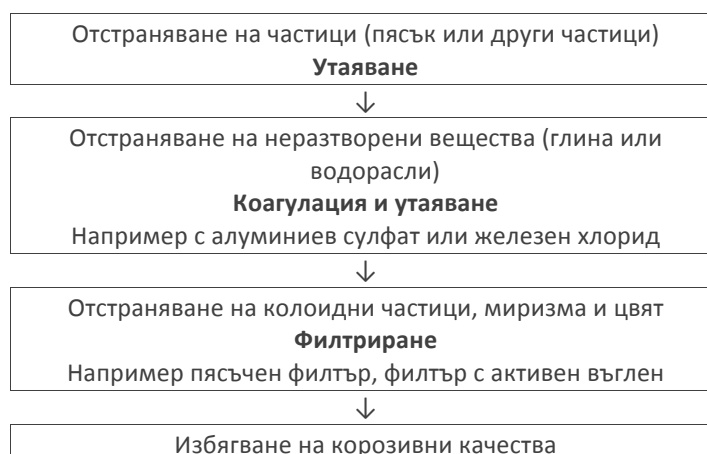 Отстраняване на частици (пясък или други частици)
Утаяване
↓
Отстраняване на неразтворени вещества (глина или
водорасли)
Коагулация и утаяване
Например с алуминиев сулфат или железен хлорид
↓
Отстраняване на колоидни частици, миризма и цвят
Филтриране
Например пясъчен филтър, филтър с активен въглен
↓
Избягване на корозивни качества